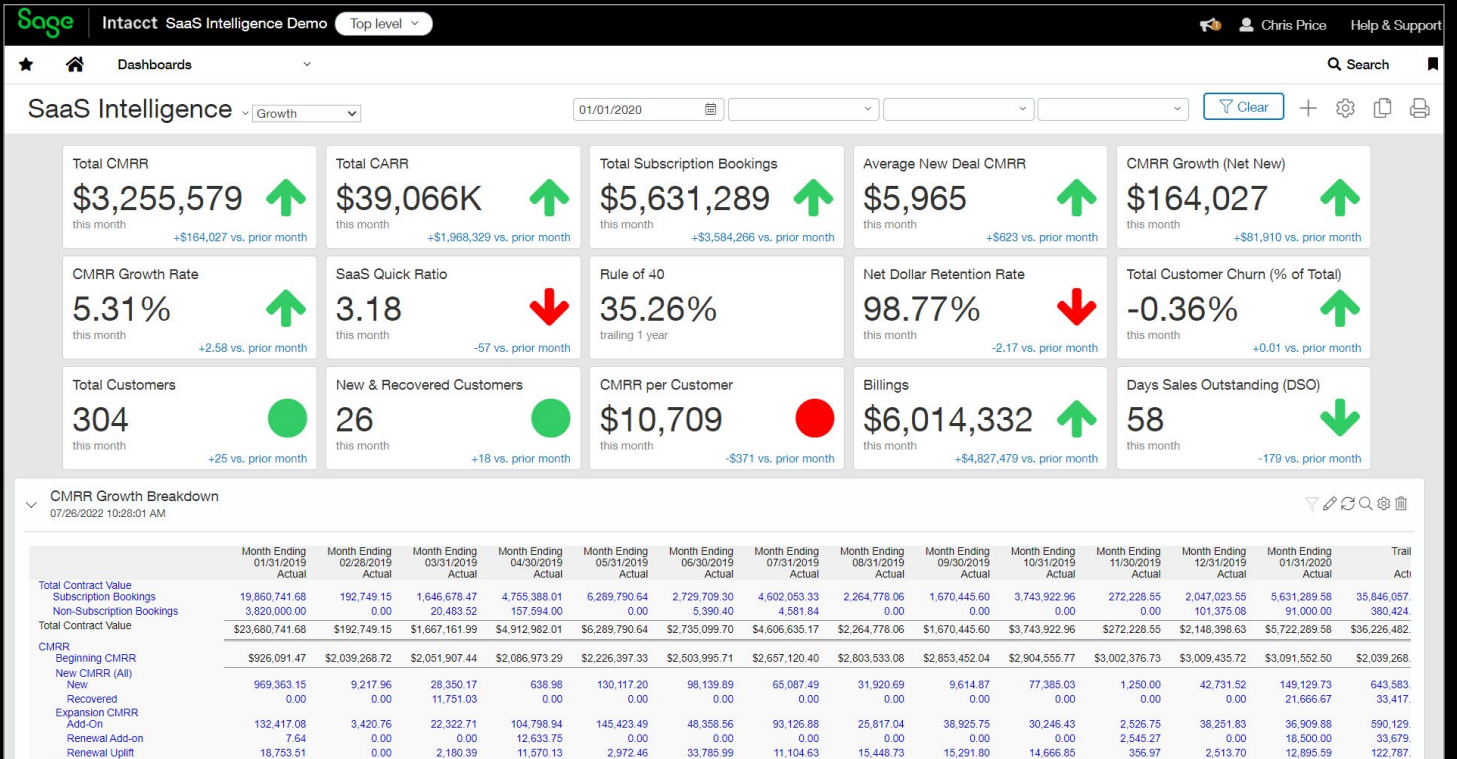 Sage Intacct SaaS Intelligence Demo Top level Chris Price Help & Support
Dashboards Search
SaaS Intelligence Growth 01/01/2020 Clear
Total CMRR
$3,255,579
this month
+$164,027 vs. prior month
Total CARR
$39,066K
this month
+$1,968,329 vs. prior month
Total Subscription Bookings
$5,631,289
this month
+$3,584,266 vs. prior month
Average New Deal CMRR
$5,965
this month
+$623 vs. prior month
CMRR Growth (Net New)
$164,027
this month
+$81,910 vs. prior month
CMRR Growth Rate
5.31%
this month
+2.58 vs. prior month
SaaS Quick Ratio
3.18
this month
-57 vs. prior month
Rule of 40
35.26%
trailing 1 year
Net Dollar Retention Rate
98.77%
this month
-2.17 vs. prior month
Total Customer Churn (% of Total)
-0.36%
this month
+0.01 vs. prior month
Total Customers
304
this month
+25 vs. prior month
New & Recovered Customers
26
this month
+18 vs. prior month
CMRR per Customer
$10,709
this month
-$371 vs. prior month
Billings
$6,014,332
this month
+$4,827,479 vs. prior month
Days Sales Outstanding (DSO)
58
this month
-179 vs. prior month
CMRR Growth Breakdown
07/26/2022 10:28:01 AM
Month Ending Month Ending Month Ending Month Ending Month Ending Month Ending Month Ending Month Ending Month Ending Month Ending Month Ending Month Ending Month Ending Trail
01/31/2019 02/28/2019 03/31/2019 04/30/2019 05/31/2019 06/30/2019 07/31/2019 08/31/2019 09/30/2019 10/31/2019 11/30/2019 12/31/2019 01/31/2020
Actual Actual Actual Actual Actual Actual Actual Actual Actual Actual Actual Actual Actual
Total Contract Value
Subscription Bookings 19,860,741.68 192,749.15 1,646,678.47 4,755,388.01 6,289,790.64 2,729,709.30 4,602,053.33 2,264,778.06 1,670,445.60 3,743,922.96 272,228.55 2,047,023.55 5,631,289.58 35,846,057.
Non-Subscription Bookings 3,820,000.00 0.00 20,483.52 157,594.00 0.00 5,390.40 4,581.84 0.00 0.00 0.00 0.00 101,375.08 91,000.00 380,424.
Total Contract Value $23,680,741.68 $192,749.15 $1,667,161.99 $4,912,982.01 $6,289,790.64 $2,735,099.70 $4,606,635.17 $2,264,778.06 $1,670,445.60 $3,743,922.96 $272,228.55 $2,148,398.63 $5,722,289.58 $36,226,482.
CMRR
Beginning CMRR $926,091.47 $2,039,268.72 $2,051,907.44 $2,086,973.29 $2,226,397.33 $2,503,995.71 $2,657,120.40 $2,803,533.08 $2,853,452.04 $2,904,555.77 $3,002,376.73 $3,009,435.72 $3,091,552.50 $2,039,268.
New CMRR (All)
New 969,363.15 9,217.96 28,350.17 638.98 130,117.20 98,139.89 65,087.49 31,920.69 9,614.87 77,385.03 1,250.00 42,731.52 149,129.73 643,583.
Recovered 0.00 0.00 11,751.03 0.00 0.00 0.00 0.00 0.00 0.00 0.00 0.00 0.00 21,666.67 33,417.
Expansion CMRR
Add-On 132,417.08 3,420.76 22,322.71 104,798.94 145,423.49 48,358.56 93,126.88 25,817.04 38,925.75 30,246.43 2,526.75 38,251.83 36,909.88 590,129.
Renewal Add-on 7.64 0.00 0.00 12,633.75 0.00 0.00 0.00 0.00 0.00 0.00 2,545.27 0.00 18,500.00 33,679.
Renewal Uplift 18,753.51 0.00 2,180.39 11,570.13 2,972.46 33,785.99 11,104.63 15,448.73 15,291.80 14,666.85 356.97 2,513.70 12,895.59 122,787.